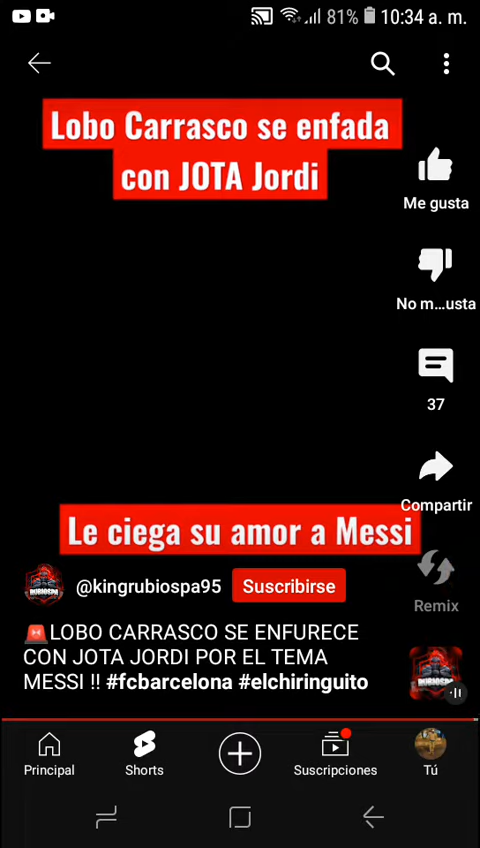 81% 10:34 a. m.
Lobo Carrasco se enfada
con JOTA Jordi
Me gusta
No m...usta
37
Compartir
Le ciega su amor a Messi
@kingrubiospa95 Suscribirse
Remix
🚨LOBO CARRASCO SE ENFURECE
CON JOTA JORDI POR EL TEMA
MESSI !! #fcbarcelona #elchiringuito
RUBIOSPA
RUBIOSPA
Principal
Shorts
Suscripciones
Tú